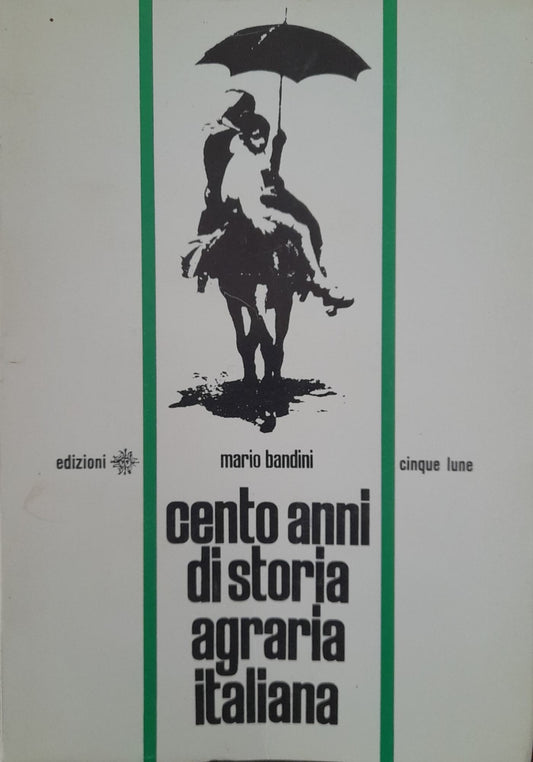 mario bandini
edizioni cinque lune
cento anni
di storia
agraria
italiana